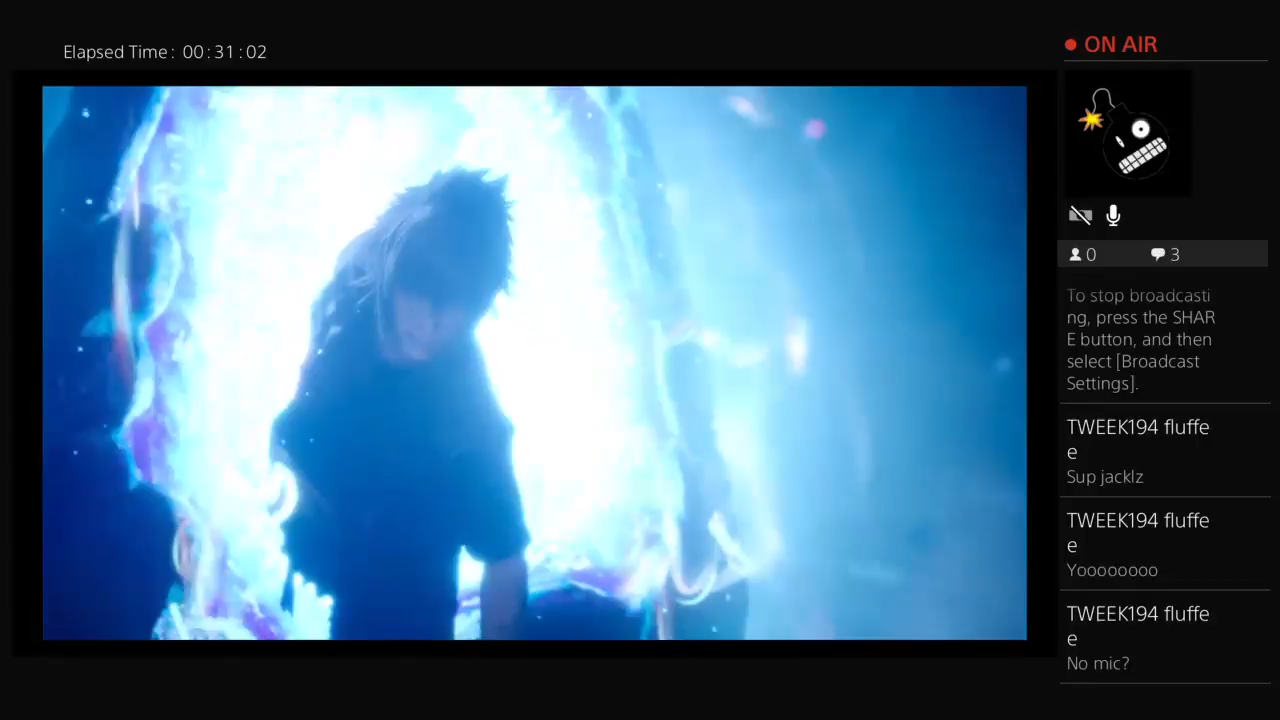 Elapsed Time: 00:31:02
ON AIR
0 3
To stop broadcasti
ng, press the SHAR
E button, and then
select [Broadcast
Settings].
TWEEK194 fluffe
e
Sup jacklz
TWEEK194 fluffe
e
Yoooooooo
TWEEK194 fluffe
e
No mic?